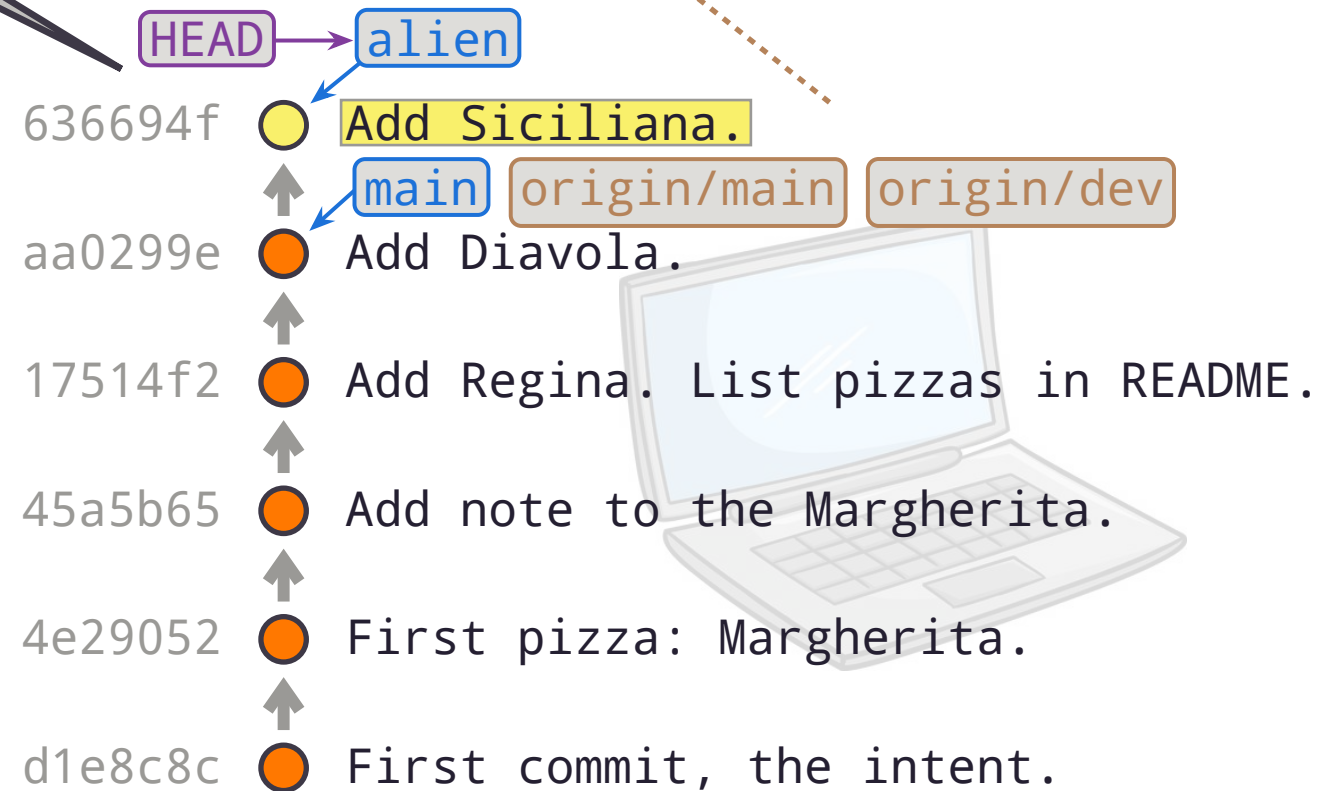 HEAD alien
636694f Add Siciliana.
main origin/main origin/dev
aa0299e Add Diavola.
17514f2 Add Regina. List pizzas in README.
45a5b65 Add note to the Margherita.
4e29052 First pizza: Margherita.
d1e8c8c First commit, the intent.